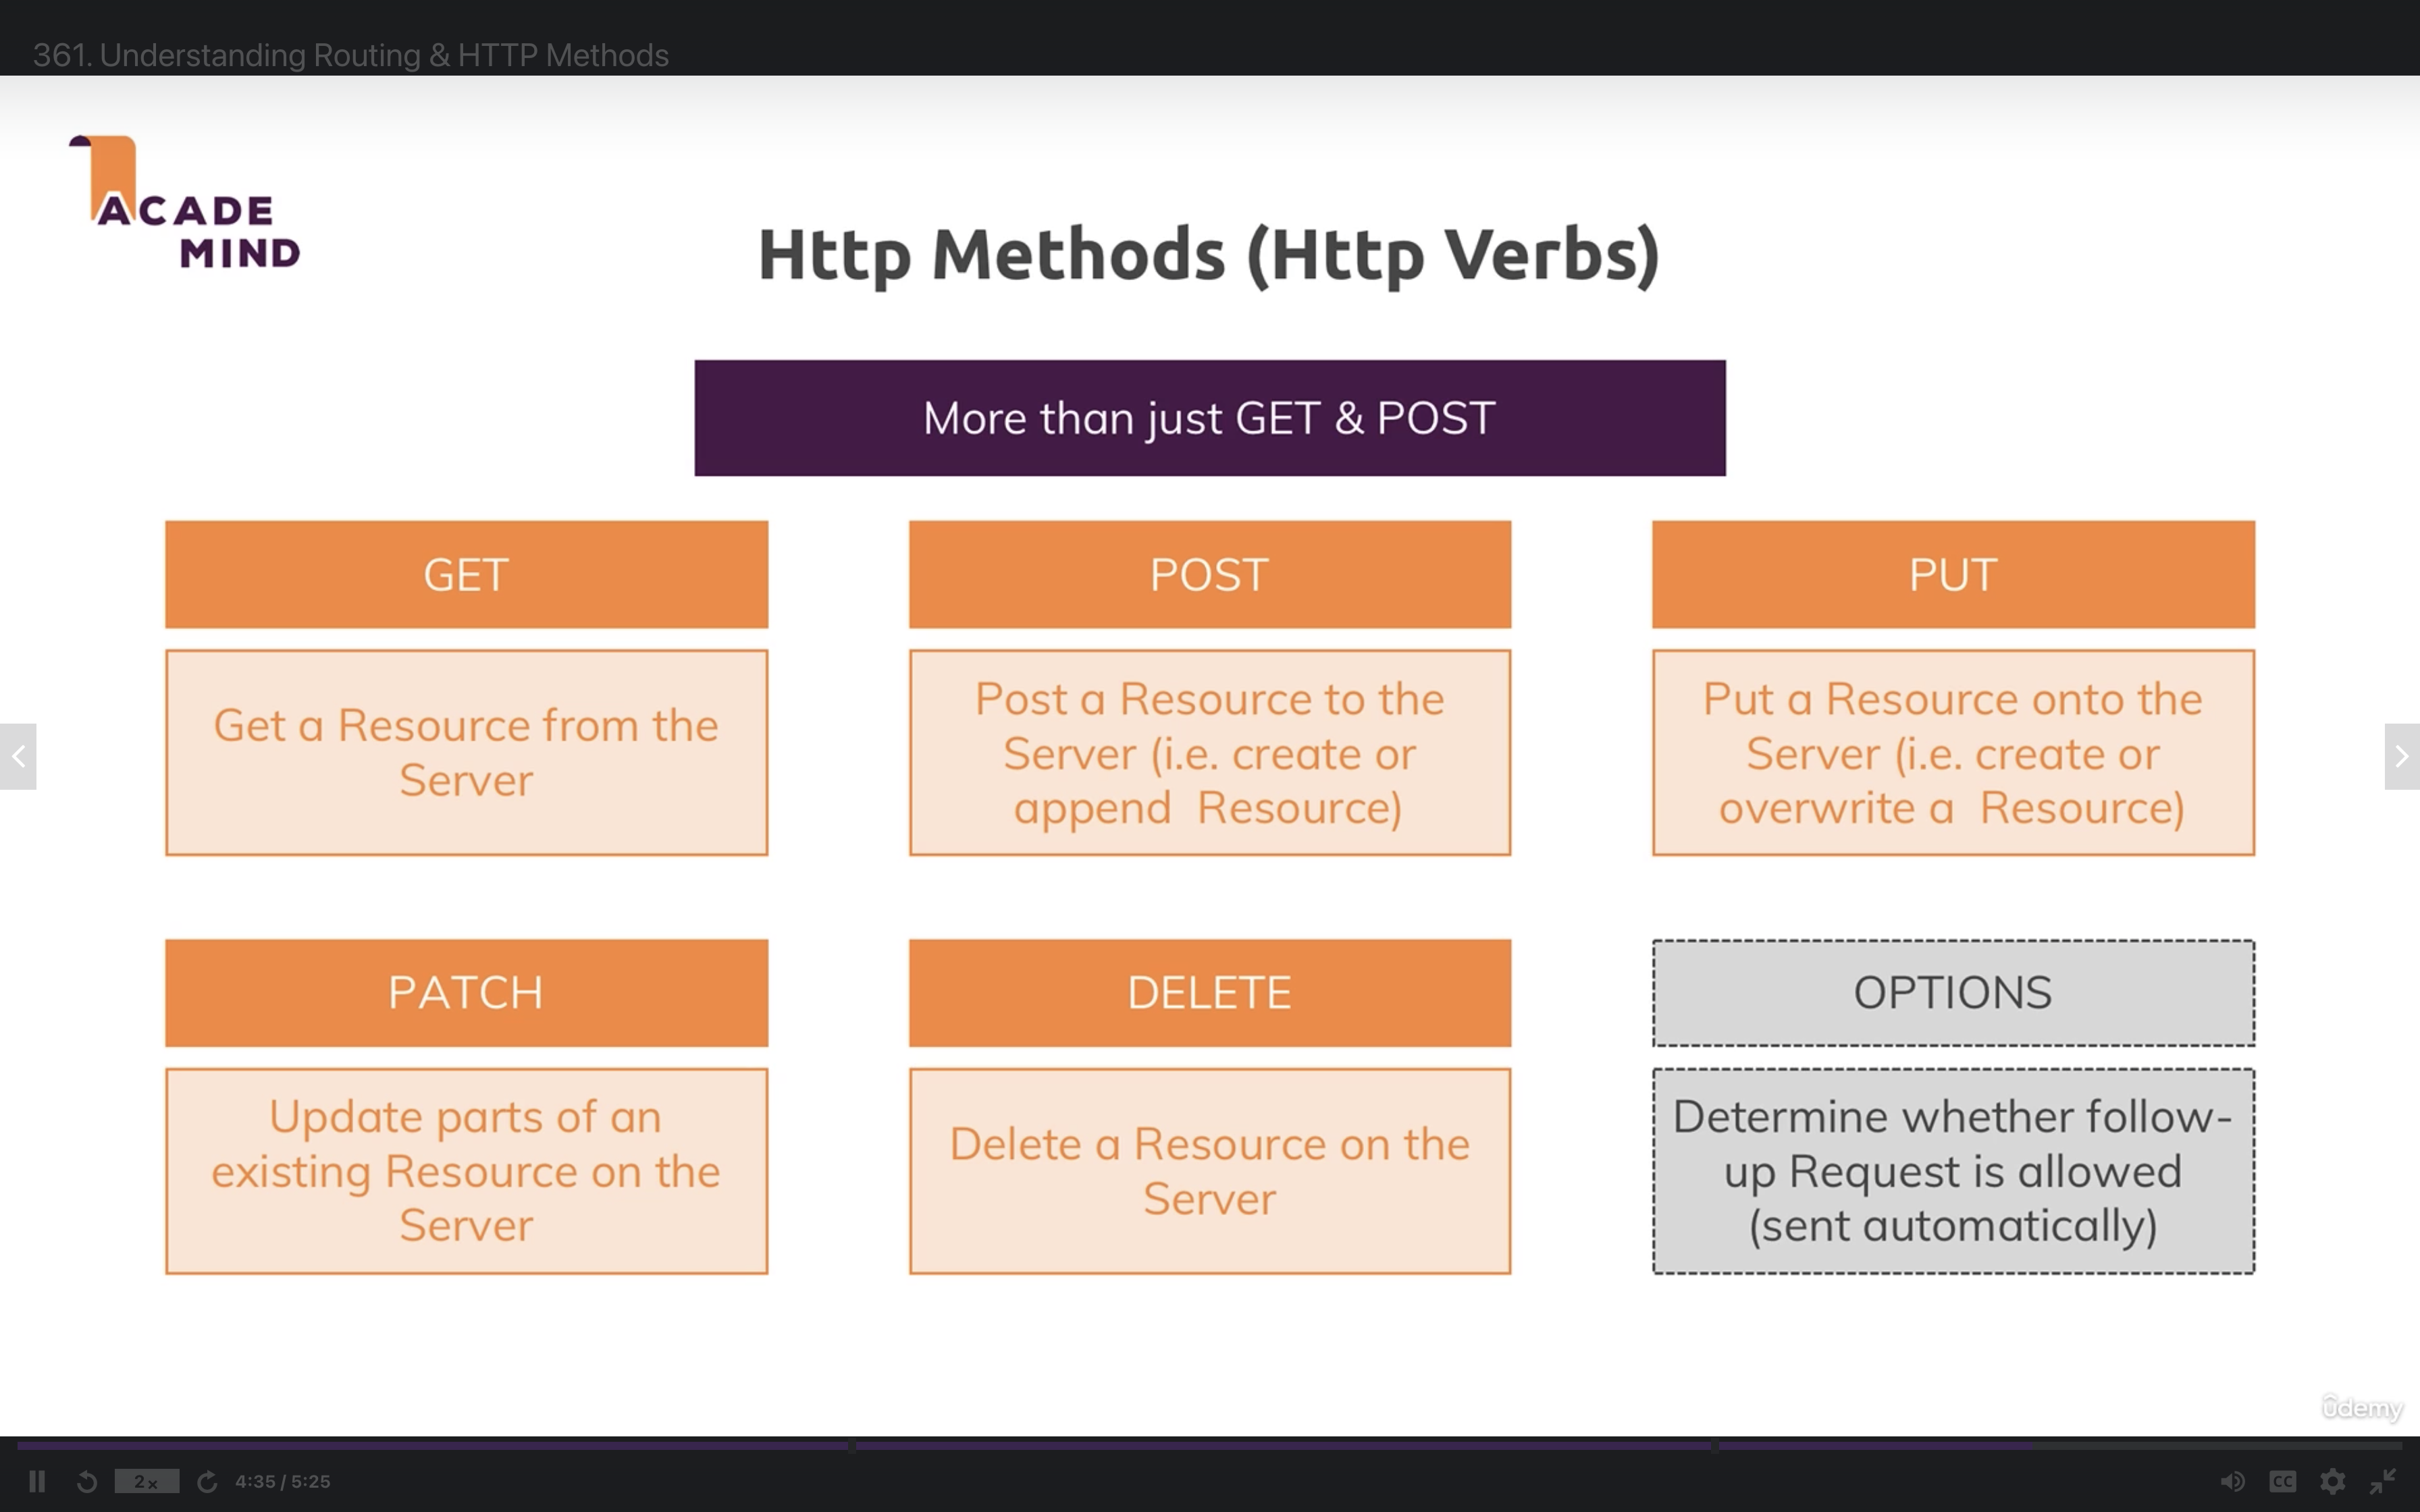 361. Understanding Routing & HTTP Methods
ACADE
MIND
Http Methods (Http Verbs)
More than just GET & POST
GET
Get a Resource from the
Server
POST
Post a Resource to the
Server (i.e. create or
append Resource)
PUT
Put a Resource onto the
Server (i.e. create or
overwrite a Resource)
PATCH
Update parts of an
existing Resource on the
Server
DELETE
Delete a Resource on the
Server
OPTIONS
Determine whether follow-
up Request is allowed
(sent automatically)
ûdemy
2x
4:35 / 5:25
CC